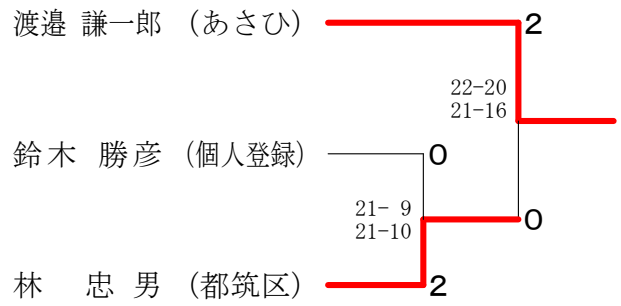 渡邉 謙一郎 (あさひ) 2
22-20
21-16
鈴木 勝彦 (個人登録) 0
21- 9
21-10
0
林 忠男 (都筑区) 2